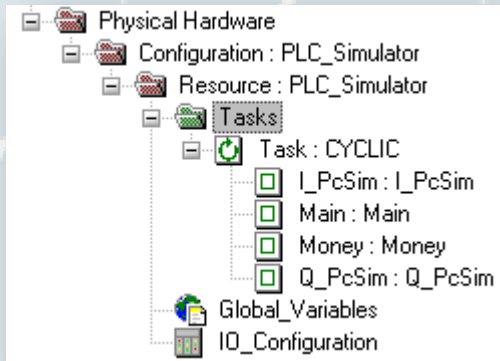 Physical Hardware
Configuration : PLC_Simulator
Resource : PLC_Simulator
Tasks
Task : CYCLIC
I_PcSim : I_PcSim
Main : Main
Money : Money
Q_PcSim : Q_PcSim
Global_Variables
IO_Configuration